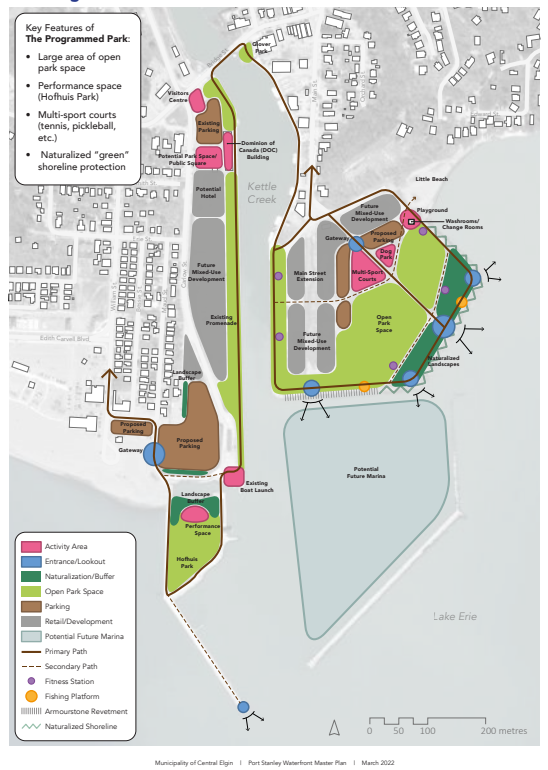 Key Features of
The Programmed Park:
• Large area of open
park space
• Performance space
(Hofhuis Park)
• Multi-sport courts
(tennis, pickleball,
etc.)
• Naturalized "green"
shoreline protection
Glover
Park
Visitors
Centre
Existing
Parking
Dominion of
Canada (DOC)
Building
Potential Park Space/
Public Square
Kettle
Creek
Potential
Hotel
Little Beach
Future
Mixed-Use
Development
Playground
Washrooms/
Change Rooms
Gateway
Proposed
Parking
Dog
Park
Future
Mixed-Use
Development
Main Street
Extension
Multi-Sport
Courts
Existing
Promenade
Open
Park
Space
Edith Cavell Blvd.
Future
Mixed-Use
Development
Naturalized
Landscapes
Landscape
Buffer
Proposed
Parking
Proposed
Parking
Gateway
Potential
Future Marina
Existing
Boat Launch
Landscape
Buffer
Performance
Space
Hofhuis
Park
Lake Erie
Activity Area
Entrance/Lookout
Naturalization/Buffer
Open Park Space
Parking
Retail/Development
Potential Future Marina
Primary Path
Secondary Path
Fitness Station
Fishing Platform
Armourstone Revetment
Naturalized Shoreline
0 50 100 200 metres
Municipality of Central Elgin | Port Stanley Waterfront Master Plan | March 2022